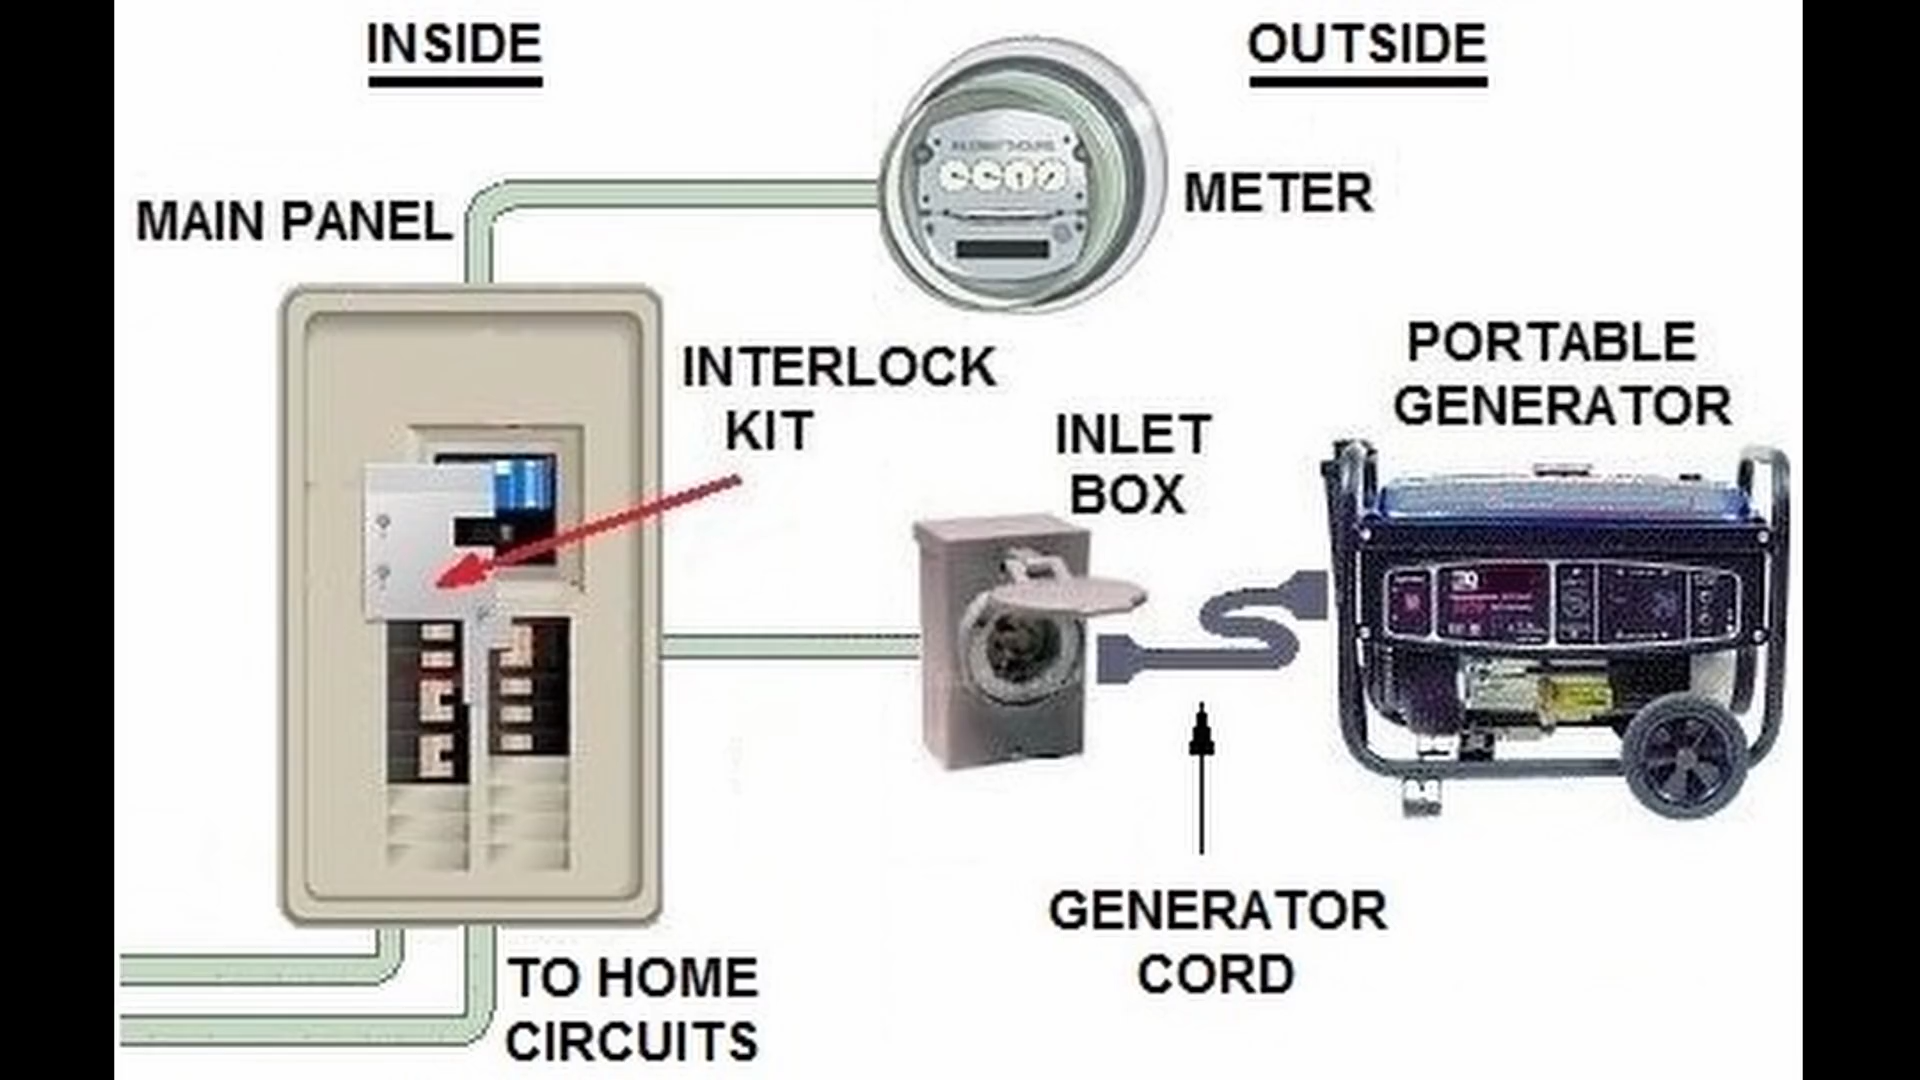 INSIDE
OUTSIDE
METER
MAIN PANEL
INTERLOCK
KIT
INLET
BOX
PORTABLE
GENERATOR
GENERATOR
CORD
TO HOME
CIRCUITS